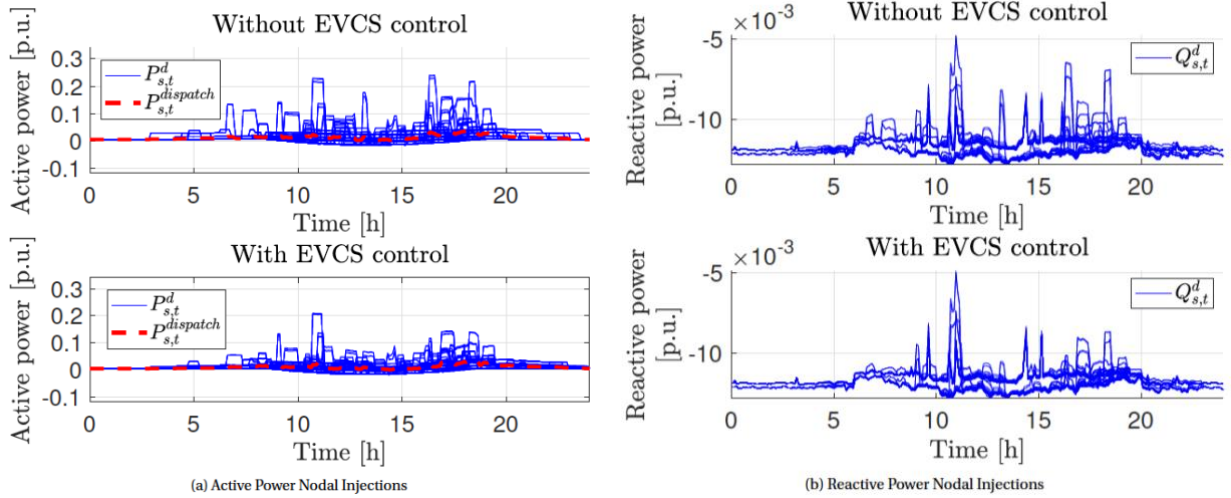 Without EVCS control
Active power [p.u.]
0.3
0.2
0.1
0
-0.1
P^d_{s,t}
P^{dispatch}_{s,t}
0 5 10 15 20
Time [h]
With EVCS control
Active power [p.u.]
0.3
0.2
0.1
0
-0.1
P^d_{s,t}
P^{dispatch}_{s,t}
0 5 10 15 20
Time [h]
(a) Active Power Nodal Injections
Without EVCS control
×10^{-3}
Reactive power
[p.u.]
-5
-10
Q^d_{s,t}
0 5 10 15 20
Time [h]
With EVCS control
×10^{-3}
Reactive power
[p.u.]
-5
-10
Q^d_{s,t}
0 5 10 15 20
Time [h]
(b) Reactive Power Nodal Injections